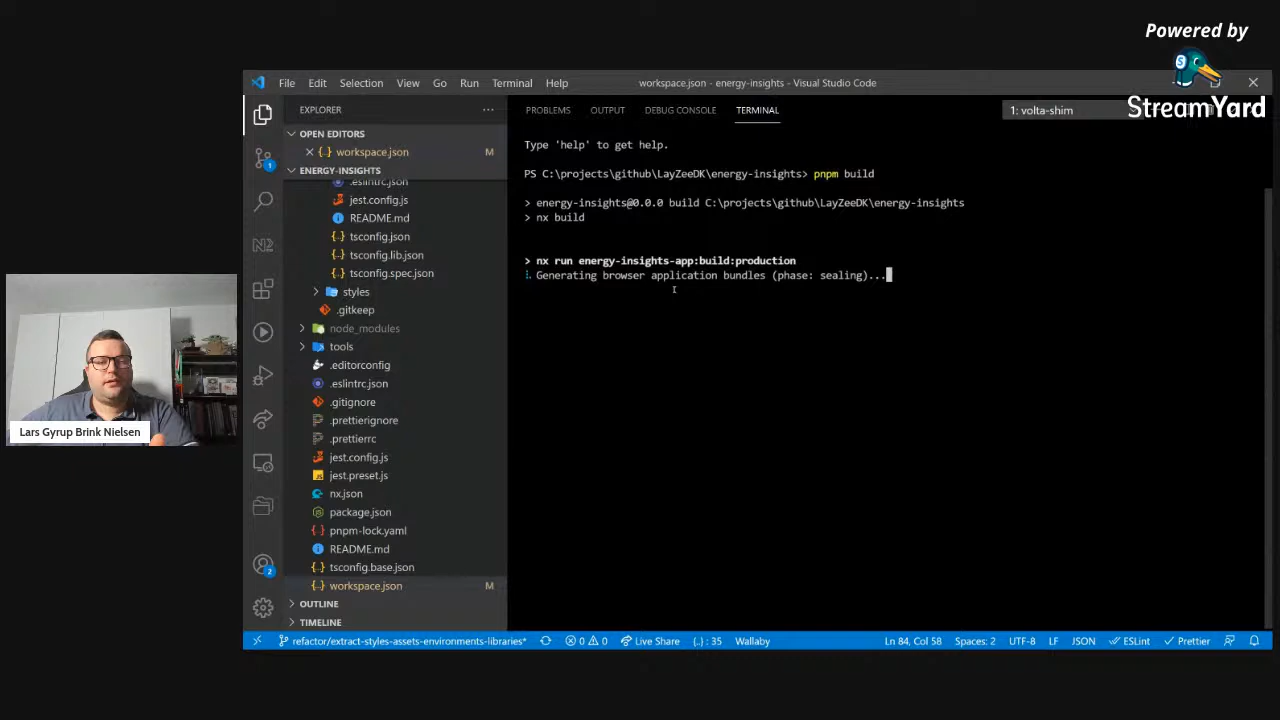 Powered by
StreamYard
File Edit Selection View Go Run Terminal Help
workspace.json - energy-insights - Visual Studio Code
EXPLORER
OPEN EDITORS
workspace.json M
ENERGY-INSIGHTS
.eslintrc.json
jest.config.js
README.md
tsconfig.json
tsconfig.lib.json
tsconfig.spec.json
styles
.gitkeep
node_modules
tools
.editorconfig
.eslintrc.json
.gitignore
.prettierignore
.prettierrc
jest.config.js
jest.preset.js
nx.json
package.json
pnpm-lock.yaml
README.md
tsconfig.base.json
workspace.json M
OUTLINE
TIMELINE
PROBLEMS OUTPUT DEBUG CONSOLE TERMINAL
1: volta-shim
Type 'help' to get help.
PS C:\projects\github\LayZeeDK\energy-insights> pnpm build
> energy-insights@0.0.0 build C:\projects\github\LayZeeDK\energy-insights
> nx build
> nx run energy-insights-app:build:production
Generating browser application bundles (phase: sealing)...
Lars Gyrup Brink Nielsen
1
2
refactor/extract-styles-assets-environments-libraries* 0 0 Live Share {..} : 35 Wallaby Ln 84, Col 58 Spaces: 2 UTF-8 LF JSON ESLint Prettier